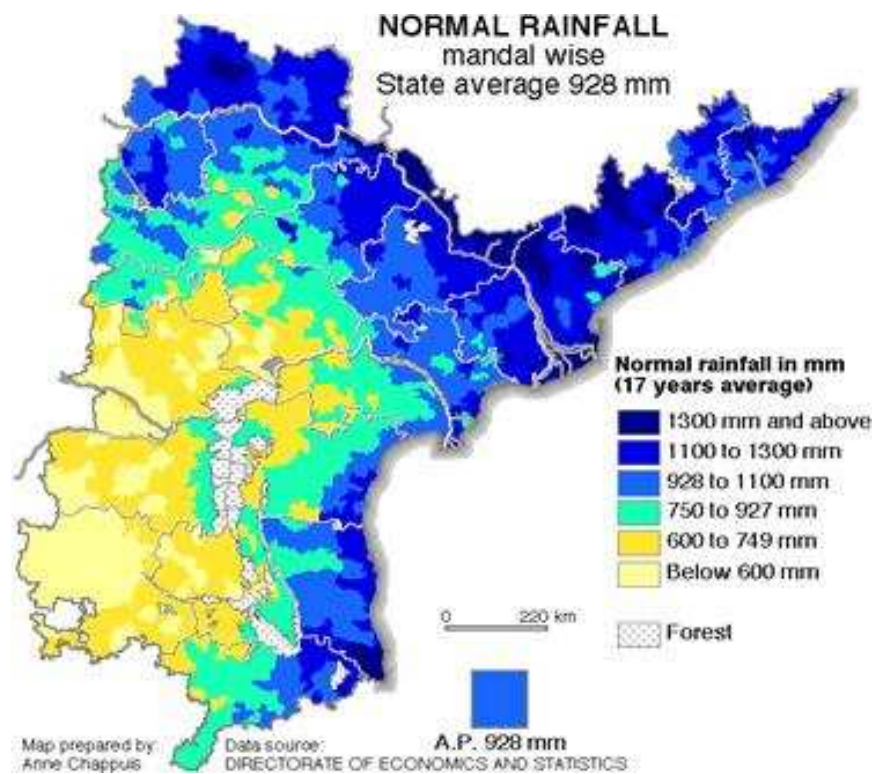 NORMAL RAINFALL
mandal wise
State average 928 mm
Normal rainfall in mm
(17 years average)
1300 mm and above
1100 to 1300 mm
928 to 1100 mm
750 to 927 mm
600 to 749 mm
Below 600 mm
Forest
0 220 km
A.P. 928 mm
Map prepared by:
Anne Chappuis
Data source:
DIRECTORATE OF ECONOMICS AND STATISTICS